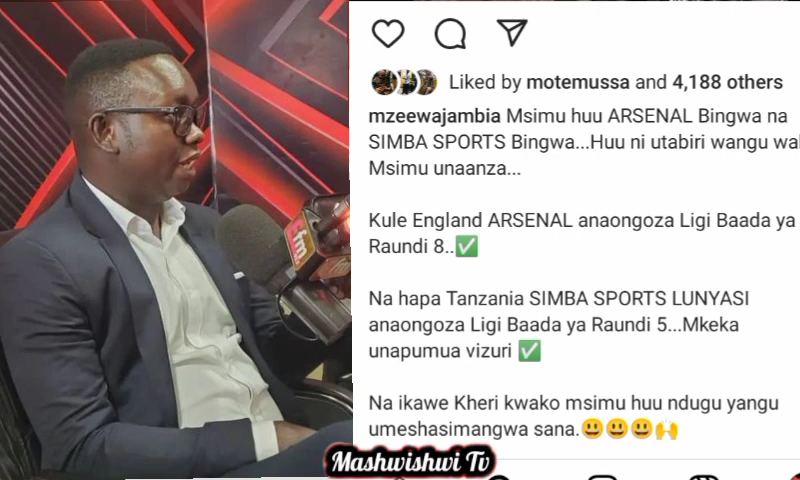 Liked by motemussa and 4,188 others
mzeewajambia Msimu huu ARSENAL Bingwa na
SIMBA SPORTS Bingwa...Huu ni utabiri wangu
Msimu unaanza...
Kule England ARSENAL anaongoza Ligi Baada ya
Raundi 8..✅
Na hapa Tanzania SIMBA SPORTS LUNYASI
anaongoza Ligi Baada ya Raundi 5...Mkeka
unapumua vizuri ✅
Na ikawe Kheri kwako msimu huu ndugu yangu
umeshasimangwa sana.😃😃😃🙌
fm
Mashwishwi Tv